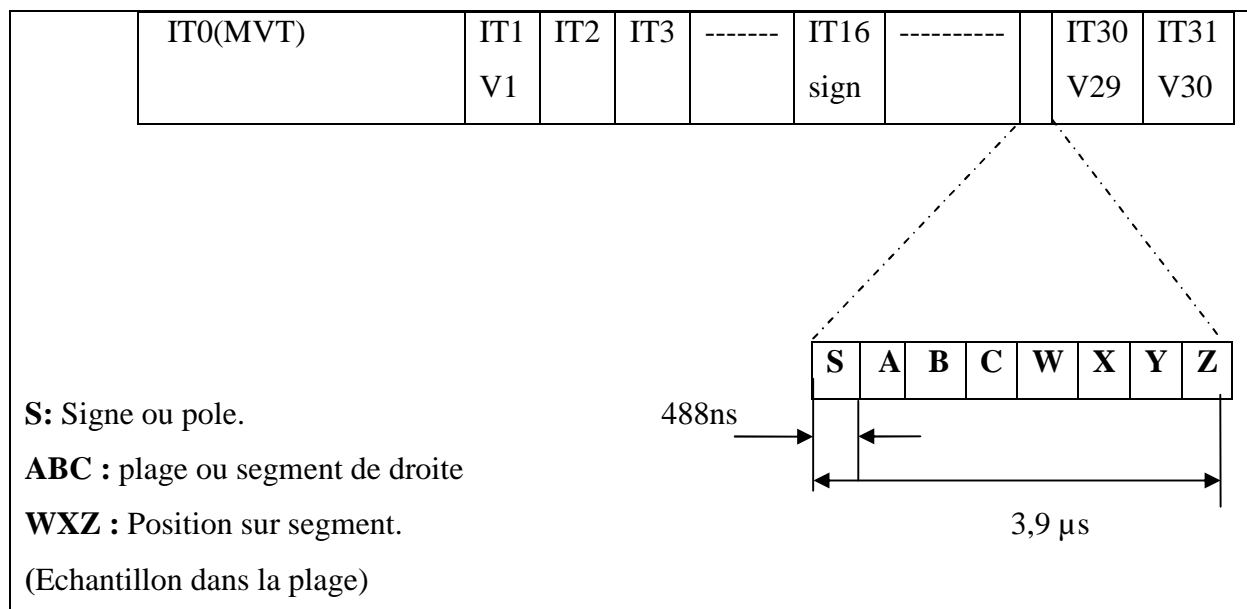 IT0(MVT) IT1 IT2 IT3 ------- IT16 ---------- IT30 IT31
V1 sign V29 V30
S A B C W X Y Z
S: Signe ou pole.
488ns
ABC : plage ou segment de droite
WXZ : Position sur segment.
3,9 µs
(Echantillon dans la plage)